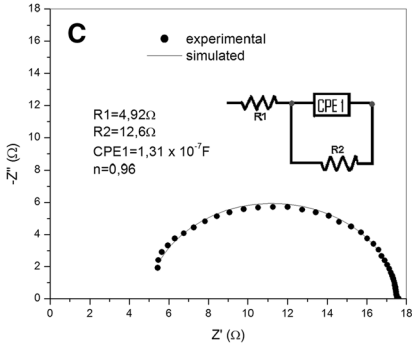 C
experimental
simulated
R1=4,92Ω
R2=12,6Ω
CPE1=1,31 x 10⁻⁷F
n=0,96
R1
CPE1
R2
-Z'' (Ω)
18
16
14
12
10
8
6
4
2
0
0 2 4 6 8 10 12 14 16 18
Z' (Ω)